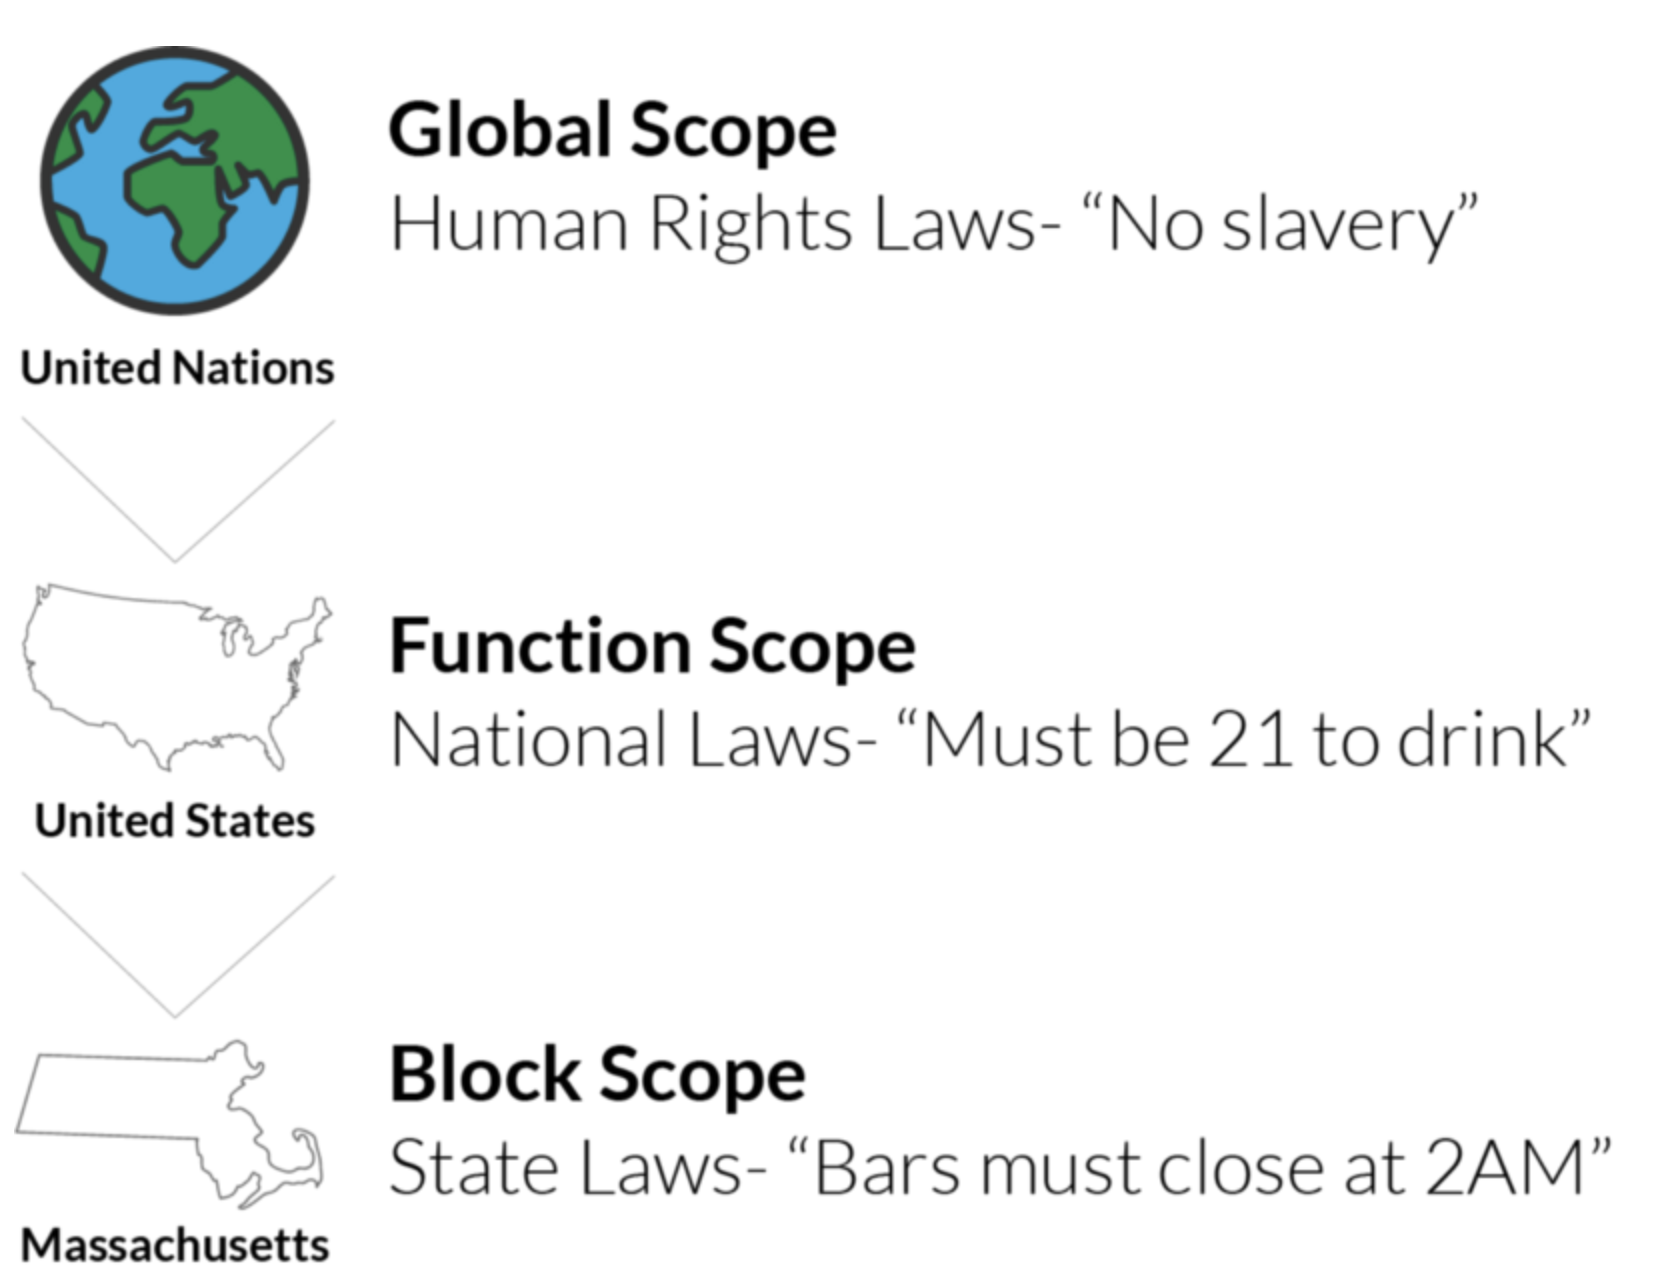 Global Scope
Human Rights Laws- “No slavery”
United Nations
Function Scope
National Laws- “Must be 21 to drink”
United States
Block Scope
State Laws- “Bars must close at 2AM”
Massachusetts